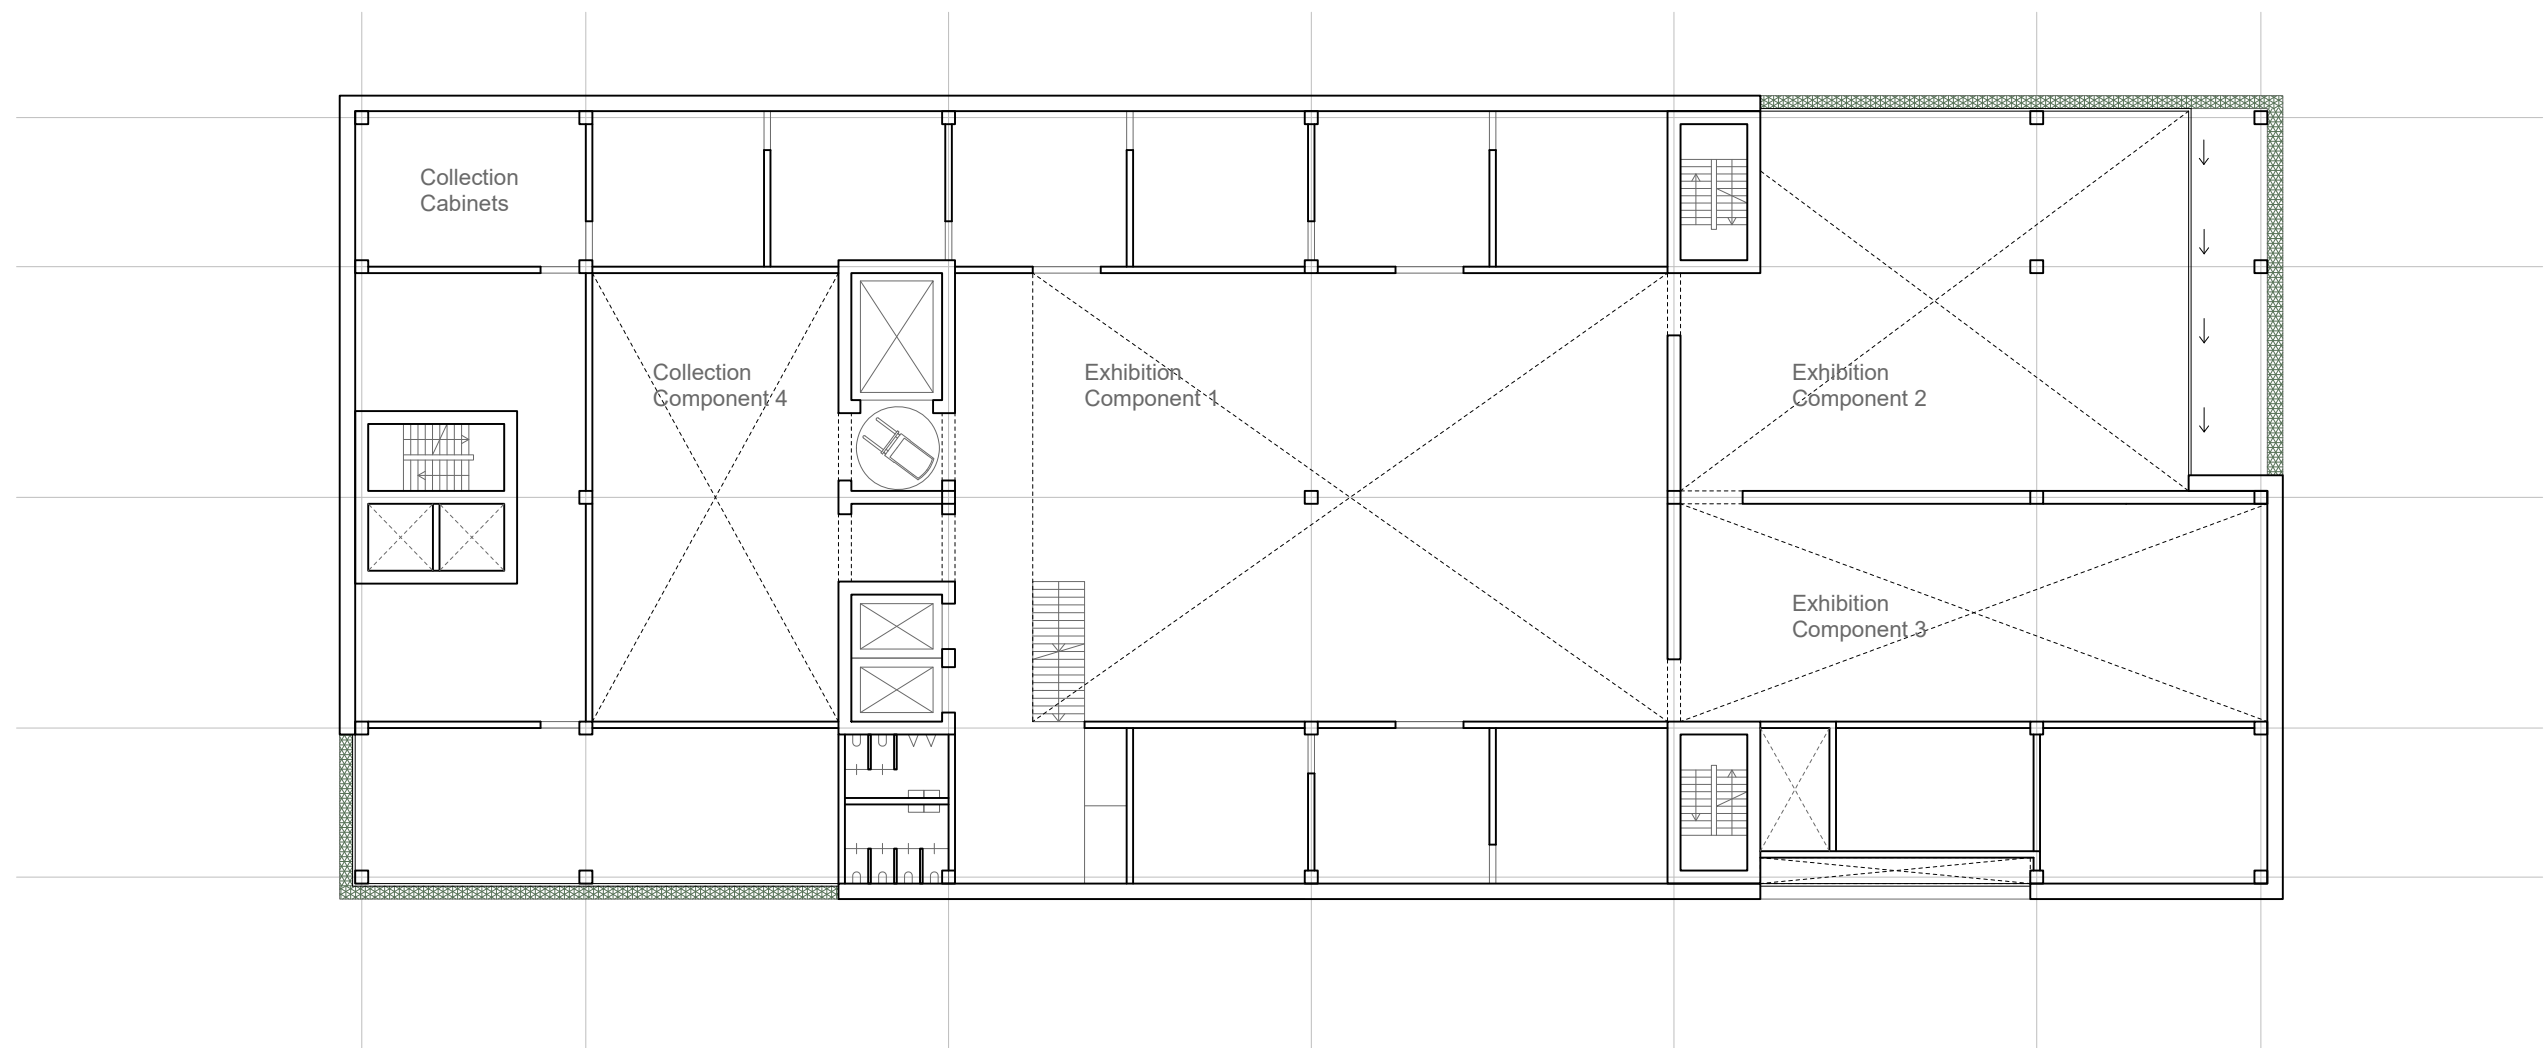 Collection
Cabinets
Collection
Component 4
Exhibition
Component 1
Exhibition
Component 2
Exhibition
Component 3